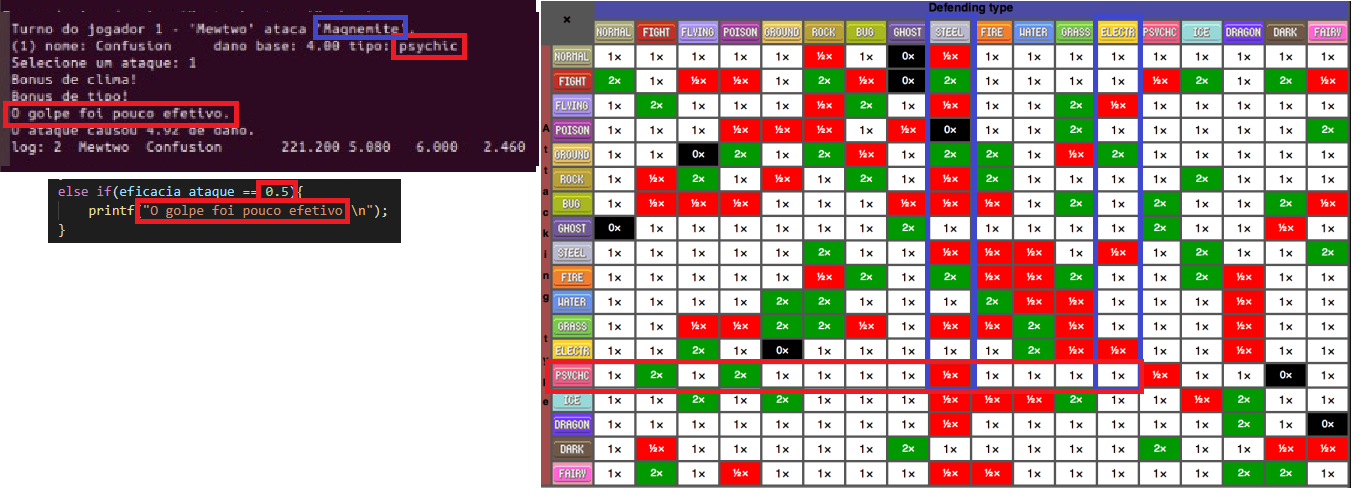 Turno do jogador 1 - 'Mewtwo' ataca 'Magnemite'.
(1) nome: Confusion dano base: 4.00 tipo: psychic
Selecione um ataque: 1
Bonus de clima!
Bonus de tipo!
O golpe foi pouco efetivo.
O ataque causou 4.92 de dano.
log: 2 Mewtwo Confusion 221.200 5.080 6.000 2.460
else if(eficacia_ataque == 0.5){
printf("O golpe foi pouco efetivo \n");
}
Defending type
× NORMAL FIGHT FLYING POISON GROUND ROCK BUG GHOST STEEL FIRE WATER GRASS ELECTR PSYCHC ICE DRAGON DARK FAIRY
NORMAL 1× 1× 1× 1× 1× ½× 1× 0× ½× 1× 1× 1× 1× 1× 1× 1× 1× 1×
FIGHT 2× 1× ½× ½× 1× 2× ½× 0× 2× 1× 1× 1× 1× ½× 2× 1× 2× ½×
FLYING 1× 2× 1× 1× 1× ½× 2× 1× ½× 1× 1× 2× ½× 1× 1× 1× 1× 1×
POISON 1× 1× 1× ½× ½× ½× 1× ½× 0× 1× 1× 2× 1× 1× 1× 1× 1× 2×
GROUND 1× 1× 0× 2× 1× 2× ½× 1× 2× 2× 1× ½× 2× 1× 1× 1× 1× 1×
ROCK 1× ½× 2× 1× ½× 1× 2× 1× ½× 2× 1× 1× 1× 1× 2× 1× 1× 1×
BUG 1× ½× ½× ½× 1× 1× 1× ½× ½× ½× 1× 2× 1× 2× 1× 1× 2× ½×
GHOST 0× 1× 1× 1× 1× 1× 1× 2× 1× 1× 1× 1× 1× 2× 1× 1× ½× 1×
STEEL 1× 1× 1× 1× 1× 2× 1× 1× ½× ½× ½× 1× ½× 1× 2× 1× 1× 2×
FIRE 1× 1× 1× 1× 1× ½× 2× 1× 2× ½× ½× 2× 1× 1× 2× ½× 1× 1×
WATER 1× 1× 1× 1× 2× 2× 1× 1× 1× 2× ½× ½× 1× 1× 1× ½× 1× 1×
GRASS 1× 1× ½× ½× 2× 2× ½× 1× ½× ½× 2× ½× 1× 1× 1× ½× 1× 1×
ELECTR 1× 1× 2× 1× 0× 1× 1× 1× 1× 1× 2× ½× ½× 1× 1× ½× 1× 1×
PSYCHC 1× 2× 1× 2× 1× 1× 1× 1× ½× 1× 1× 1× 1× ½× 1× 1× 0× 1×
ICE 1× 1× 2× 1× 2× 1× 1× 1× ½× ½× ½× 2× 1× 1× ½× 2× 1× 1×
DRAGON 1× 1× 1× 1× 1× 1× 1× 1× ½× 1× 1× 1× 1× 1× 1× 2× 1× 0×
DARK 1× ½× 1× 1× 1× 1× 1× 2× 1× 1× 1× 1× 1× 2× 1× 1× ½× ½×
FAIRY 1× 2× 1× ½× 1× 1× 1× 1× ½× ½× 1× 1× 1× 1× 1× 2× 2× 1×